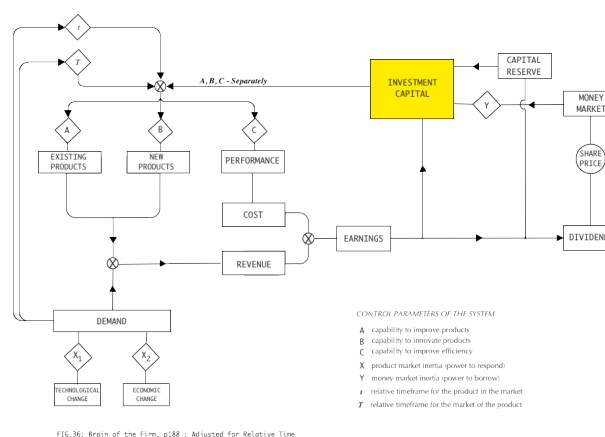 t
T
A, B, C - Separately
X
INVESTMENT
CAPITAL
CAPITAL
RESERVE
Y
MONEY
MARKET
A
B
C
EXISTING
PRODUCTS
NEW
PRODUCTS
PERFORMANCE
SHARE
PRICE
COST
X
EARNINGS
DIVIDEND
X
REVENUE
DEMAND
X1
X2
TECHNOLOGICAL
CHANGE
ECONOMIC
CHANGE
CONTROL PARAMETERS OF THE SYSTEM
A capability to improve products
B capability to innovate products
C capability to improve efficiency
X product market inertia (power to respond)
Y money market inertia (power to borrow)
t relative timeframe for the product in the market
T relative timeframe for the market of the product
FIG.36: Brain of the Firm, p188 : Adjusted for Relative Time